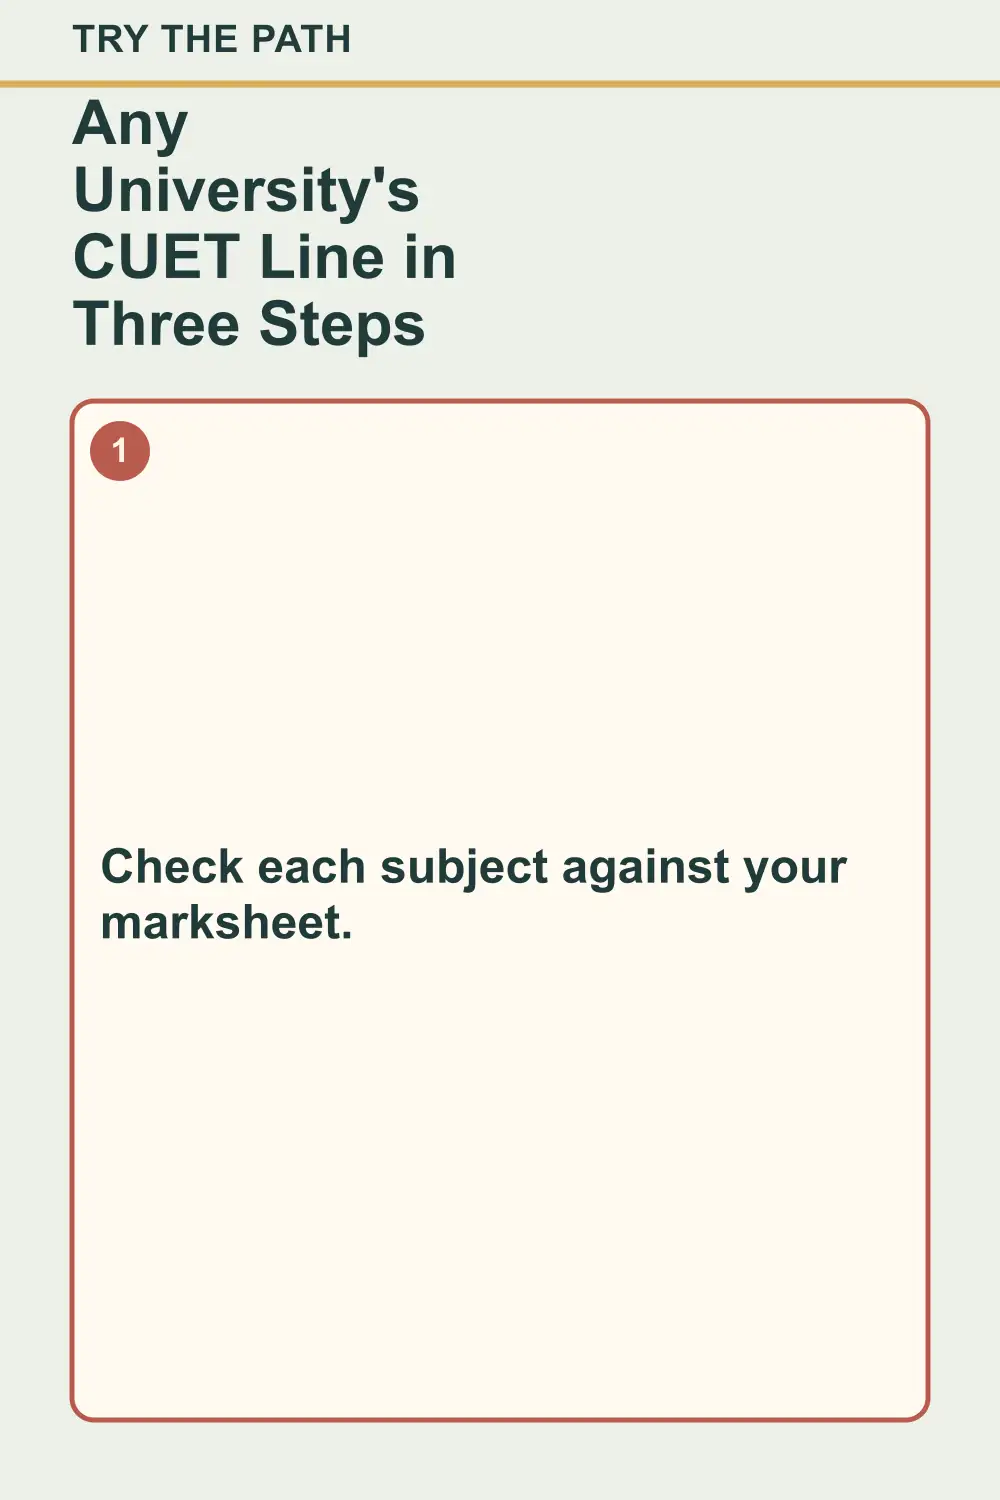 TRY THE PATH
Any
University's
CUET Line in
Three Steps
1
Check each subject against your
marksheet.